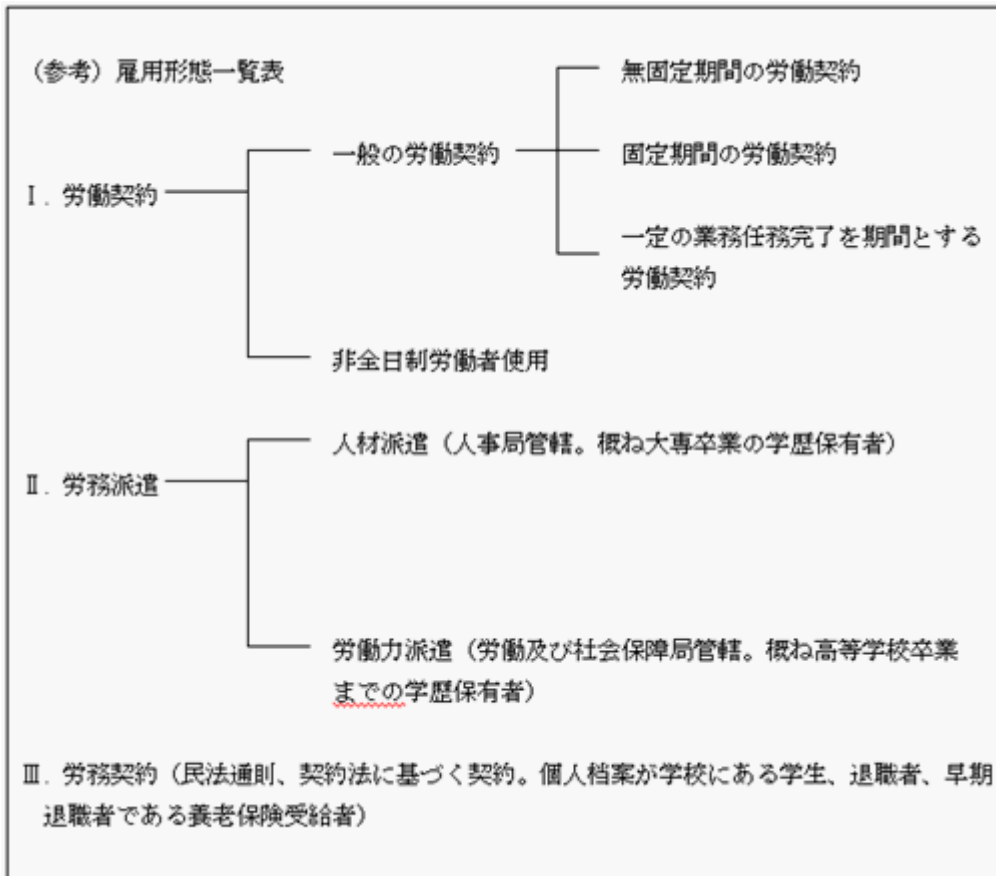 （参考）雇用形態一覧表
無固定期間の労働契約
一般の労働契約
固定期間の労働契約
Ⅰ．労働契約
一定の業務任務完了を期間とする
労働契約
非全日制労働者使用
人材派遣（人事局管轄。概ね大専卒業の学歴保有者）
Ⅱ．労務派遣
労働力派遣（労働及び社会保障局管轄。概ね高等学校卒業
までの学歴保有者）
Ⅲ．労務契約（民法通則、契約法に基づく契約。個人档案が学校にある学生、退職者、早期
退職者である養老保険受給者）